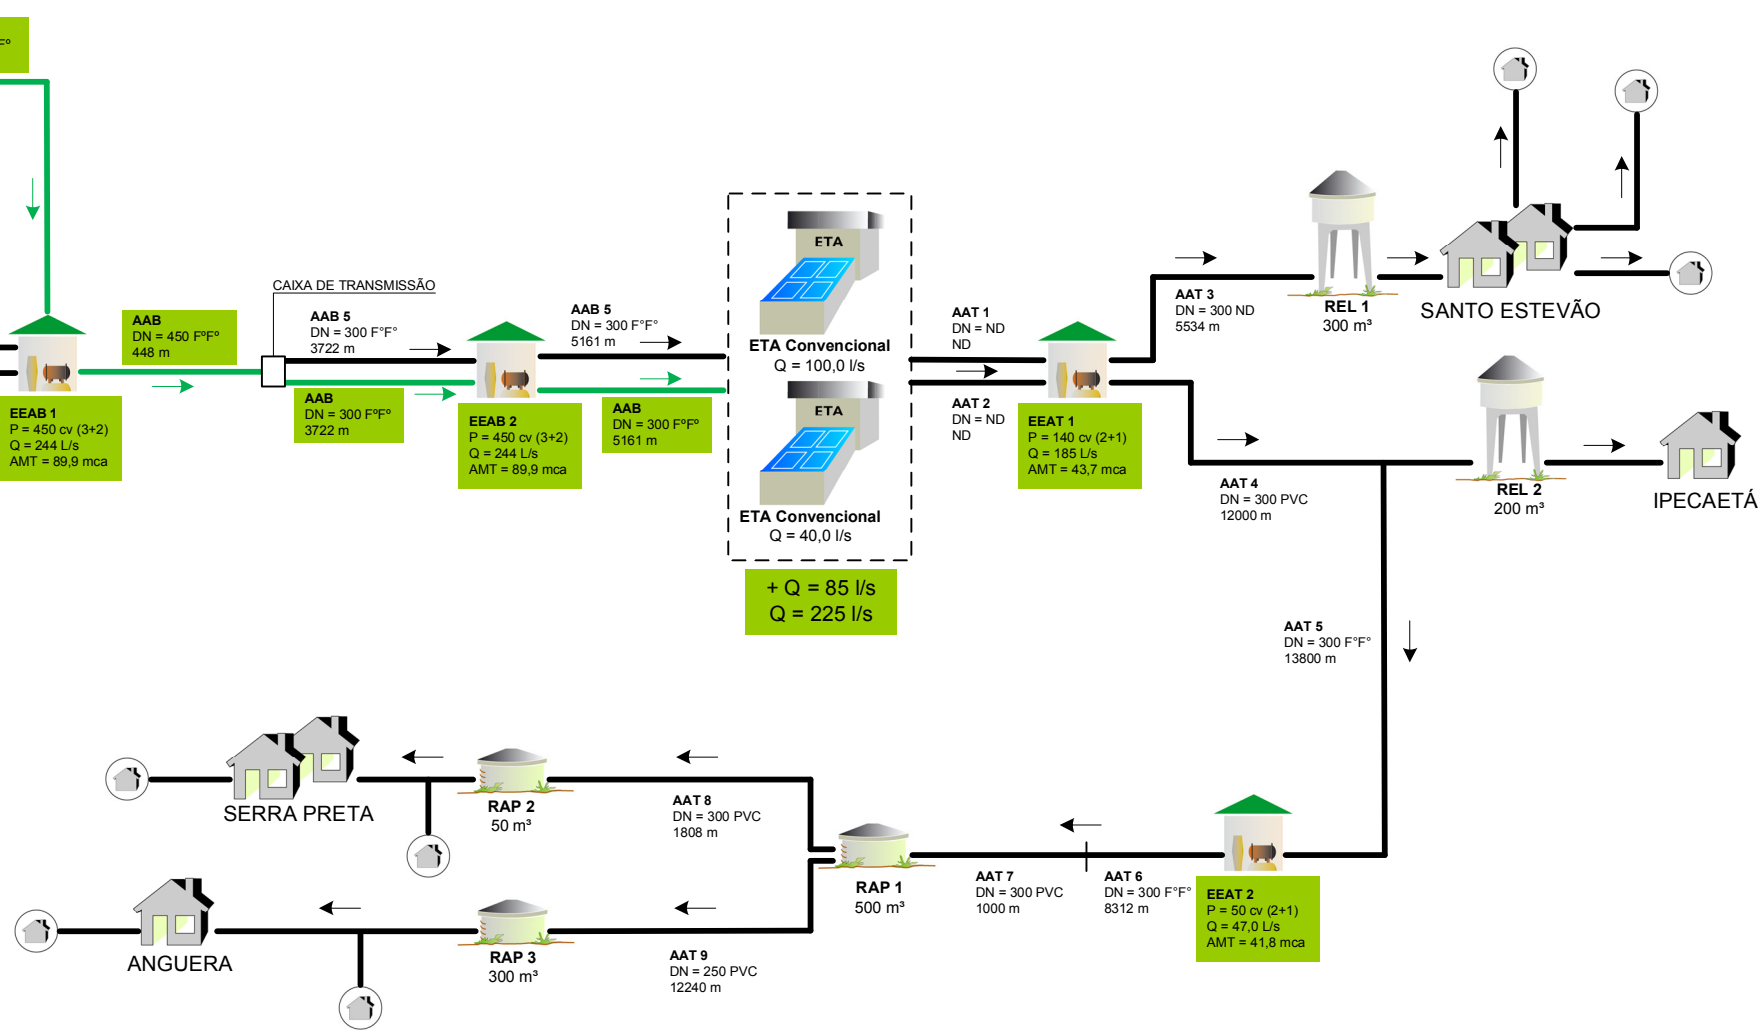 CAIXA DE TRANSMISSÃO
AAB
DN = 450 FºFº
448 m
AAB 5
DN = 300 F°F°
3722 m
AAB 5
DN = 300 F°F°
5161 m
EEAB 1
P = 450 cv (3+2)
Q = 244 L/s
AMT = 89,9 mca
AAB
DN = 300 FºFº
3722 m
EEAB 2
P = 450 cv (3+2)
Q = 244 L/s
AMT = 89,9 mca
AAB
DN = 300 FºFº
5161 m
ETA
ETA Convencional
Q = 100,0 l/s
ETA
ETA Convencional
Q = 40,0 l/s
+ Q = 85 l/s
Q = 225 l/s
AAT 1
DN = ND
ND
AAT 2
DN = ND
ND
EEAT 1
P = 140 cv (2+1)
Q = 185 L/s
AMT = 43,7 mca
AAT 3
DN = 300 ND
5534 m
REL 1
300 m³
SANTO ESTEVÃO
AAT 4
DN = 300 PVC
12000 m
REL 2
200 m³
IPECAETÁ
AAT 5
DN = 300 F°F°
13800 m
SERRA PRETA
RAP 2
50 m³
AAT 8
DN = 300 PVC
1808 m
RAP 1
500 m³
AAT 7
DN = 300 PVC
1000 m
AAT 6
DN = 300 F°F°
8312 m
EEAT 2
P = 50 cv (2+1)
Q = 47,0 L/s
AMT = 41,8 mca
ANGUERA
RAP 3
300 m³
AAT 9
DN = 250 PVC
12240 m